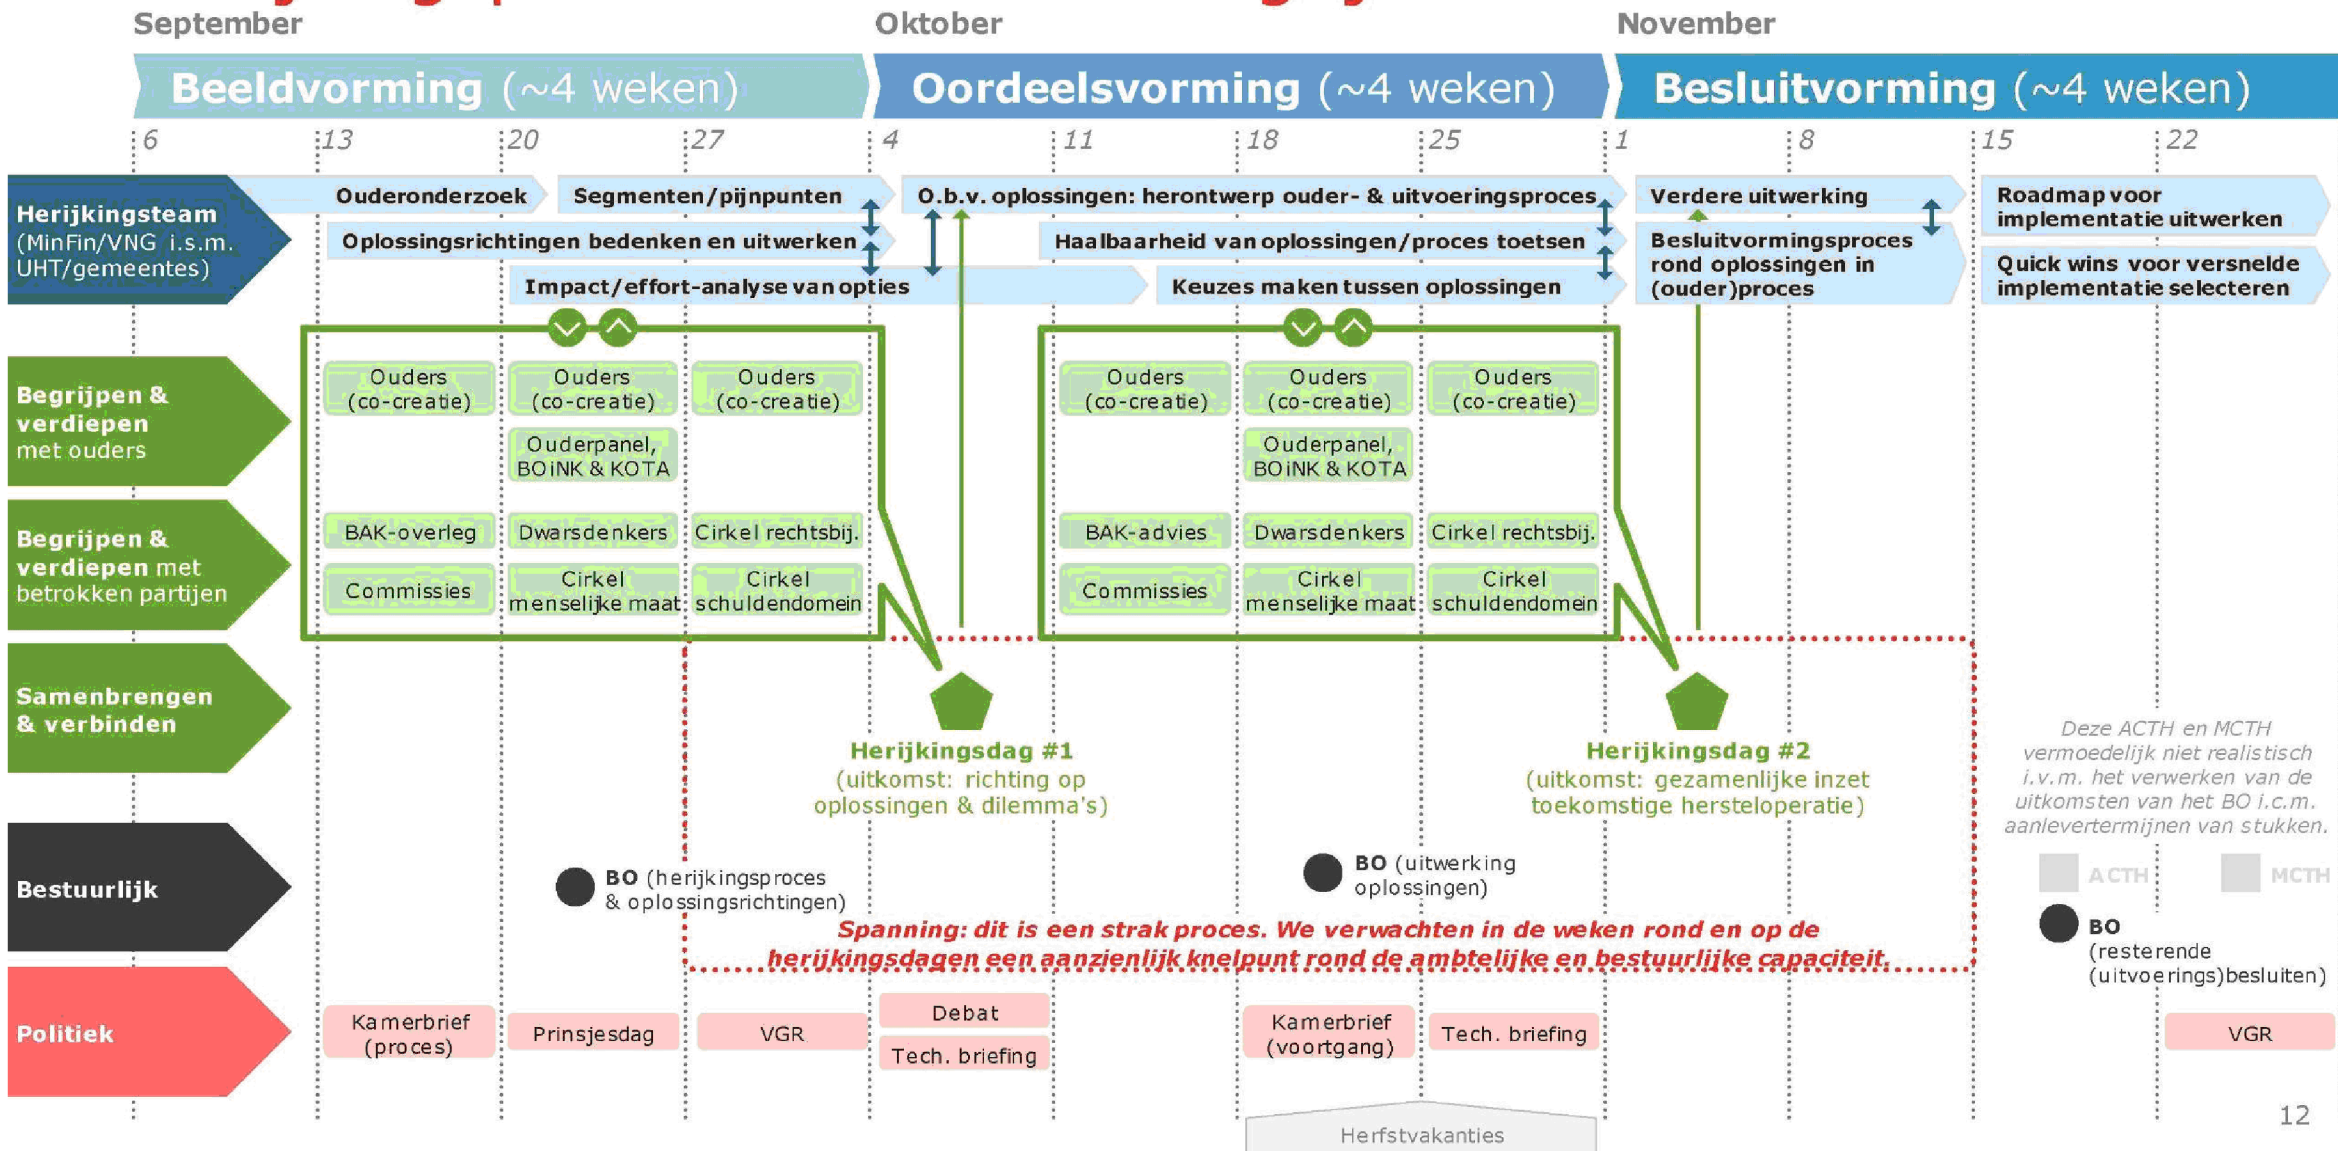 September
Oktober
November
Beeldvorming (~4 weken)
Oordeelsvorming (~4 weken)
Besluitvorming (~4 weken)
6
13
20
27
4
11
18
25
1
8
15
22
Herijkingsteam
(MinFin/VNG i.s.m.
UHT/gemeentes)
Ouderonderzoek
Segmenten/pijnpunten
O.b.v. oplossingen: herontwerp ouder- & uitvoeringsproces
Verdere uitwerking
Roadmap voor
implementatie uitwerken
Oplossingsrichtingen bedenken en uitwerken
Haalbaarheid van oplossingen/proces toetsen
Besluitvormingsproces
rond oplossingen in
(ouder)proces
Impact/effort-analyse van opties
Keuzes maken tussen oplossingen
Quick wins voor versnelde
implementatie selecteren
Begrijpen &
verdiepen
met ouders
Ouders
(co-creatie)
Ouders
(co-creatie)
Ouders
(co-creatie)
Ouders
(co-creatie)
Ouders
(co-creatie)
Ouders
(co-creatie)
Ouderpanel,
BOiNK & KOTA
Ouderpanel,
BOiNK & KOTA
Begrijpen &
verdiepen met
betrokken partijen
BAK-overleg
Dwarsdenkers
Cirkel rechtsbij.
BAK-advies
Dwarsdenkers
Cirkel rechtsbij.
Commissies
Cirkel
menselijke maat
Cirkel
schuldendomein
Commissies
Cirkel
menselijke maat
Cirkel
schuldendomein
Samenbrengen
& verbinden
Herijkingsdag #1
(uitkomst: richting op
oplossingen & dilemma's)
Herijkingsdag #2
(uitkomst: gezamenlijke inzet
toekomstige hersteloperatie)
Deze ACTH en MCTH
vermoedelijk niet realistisch
i.v.m. het verwerken van de
uitkomsten van het BO i.c.m.
aanlevertermijnen van stukken.
Bestuurlijk
BO (herijkingsproces
& oplossingsrichtingen)
BO (uitwerking
oplossingen)
ACTH
MCTH
BO
(resterende
(uitvoerings)besluiten)
Spanning: dit is een strak proces. We verwachten in de weken rond en op de
herijkingsdagen een aanzienlijk knelpunt rond de ambtelijke en bestuurlijke capaciteit.
Politiek
Kamerbrief
(proces)
Prinsjesdag
VGR
Debat
Tech. briefing
Kamerbrief
(voortgang)
Tech. briefing
VGR
Herfstvakanties
12